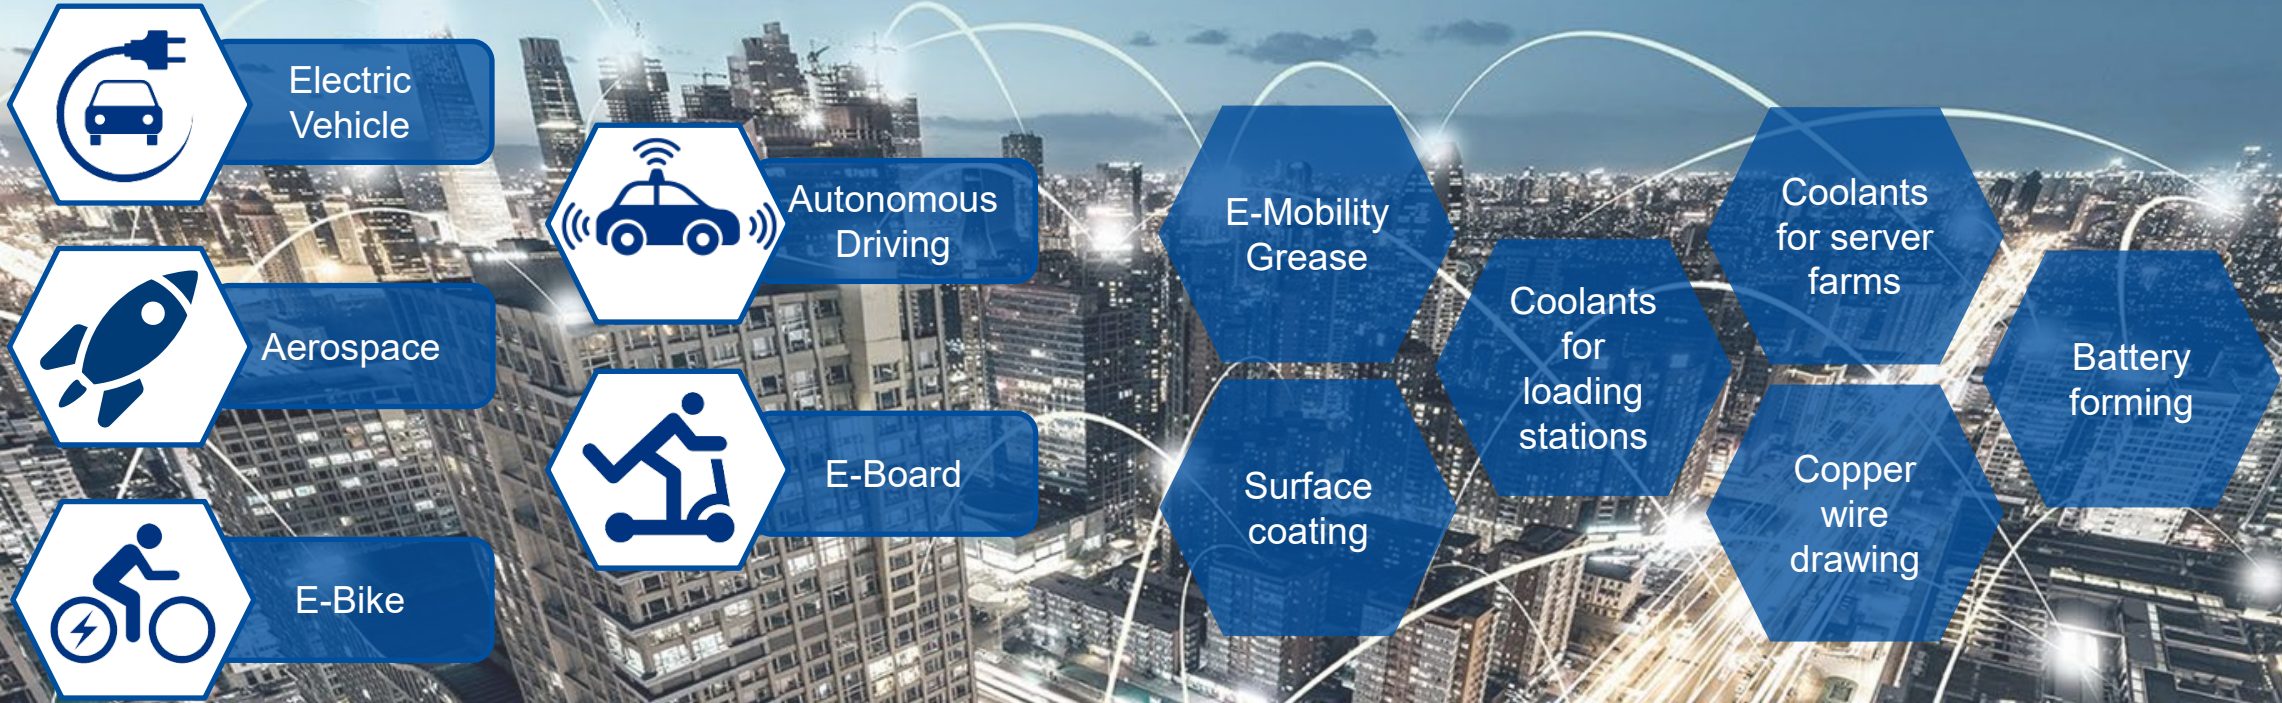 Electric
Vehicle
Aerospace
E-Bike
Autonomous
Driving
E-Board
E-Mobility
Grease
Surface
coating
Coolants
for
loading
stations
Coolants
for server
farms
Copper
wire
drawing
Battery
forming